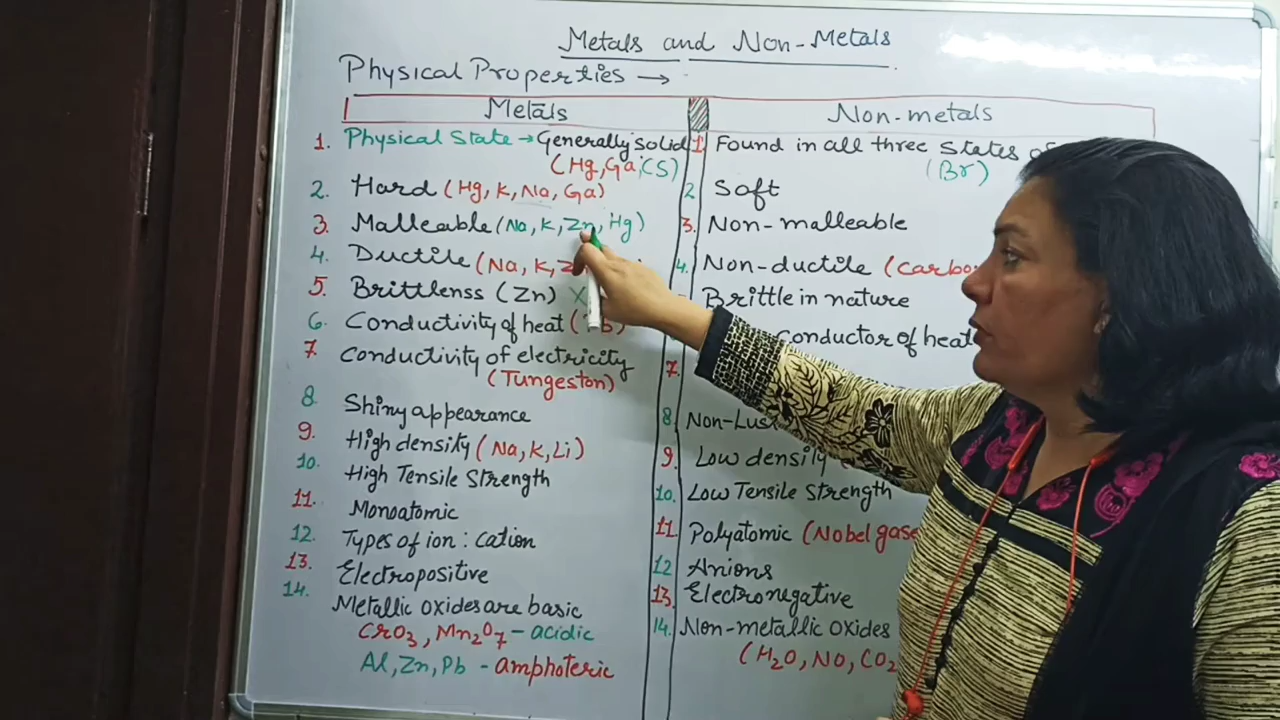 Metals and Non-Metals
Physical Properties →
Metals
Non-metals
1. Physical State → Generally solid
(Hg, Ga, CS)
2. Hard (Hg, K, Na, Ga)
3. Malleable (Na, K, Zn, Hg)
4. Ductile (Na, K,
5. Brittlenss (Zn) X
6. Conductivity of heat (Pb)
7. Conductivity of electricity
(Tungeston)
8. Shiny appearance
9. High density (Na, K, Li)
10. High Tensile Strength
11. Monoatomic
12. Types of ion : cation
13. Electropositive
14. Metallic oxides are basic
CrO3, Mn2O7 - acidic
Al, Zn, Pb - amphoteric
1. Found in all three states of
(Br)
2 Soft
3. Non-malleable
4. Non-ductile
Brittle in nature
conductor of heat
7.
8 Non-
9. Low density
10. Low Tensile Strength
11. Polyatomic (Nobel
12 Anions
13. Electronegative
14. Non-metallic oxides
(H2O, NO, CO2